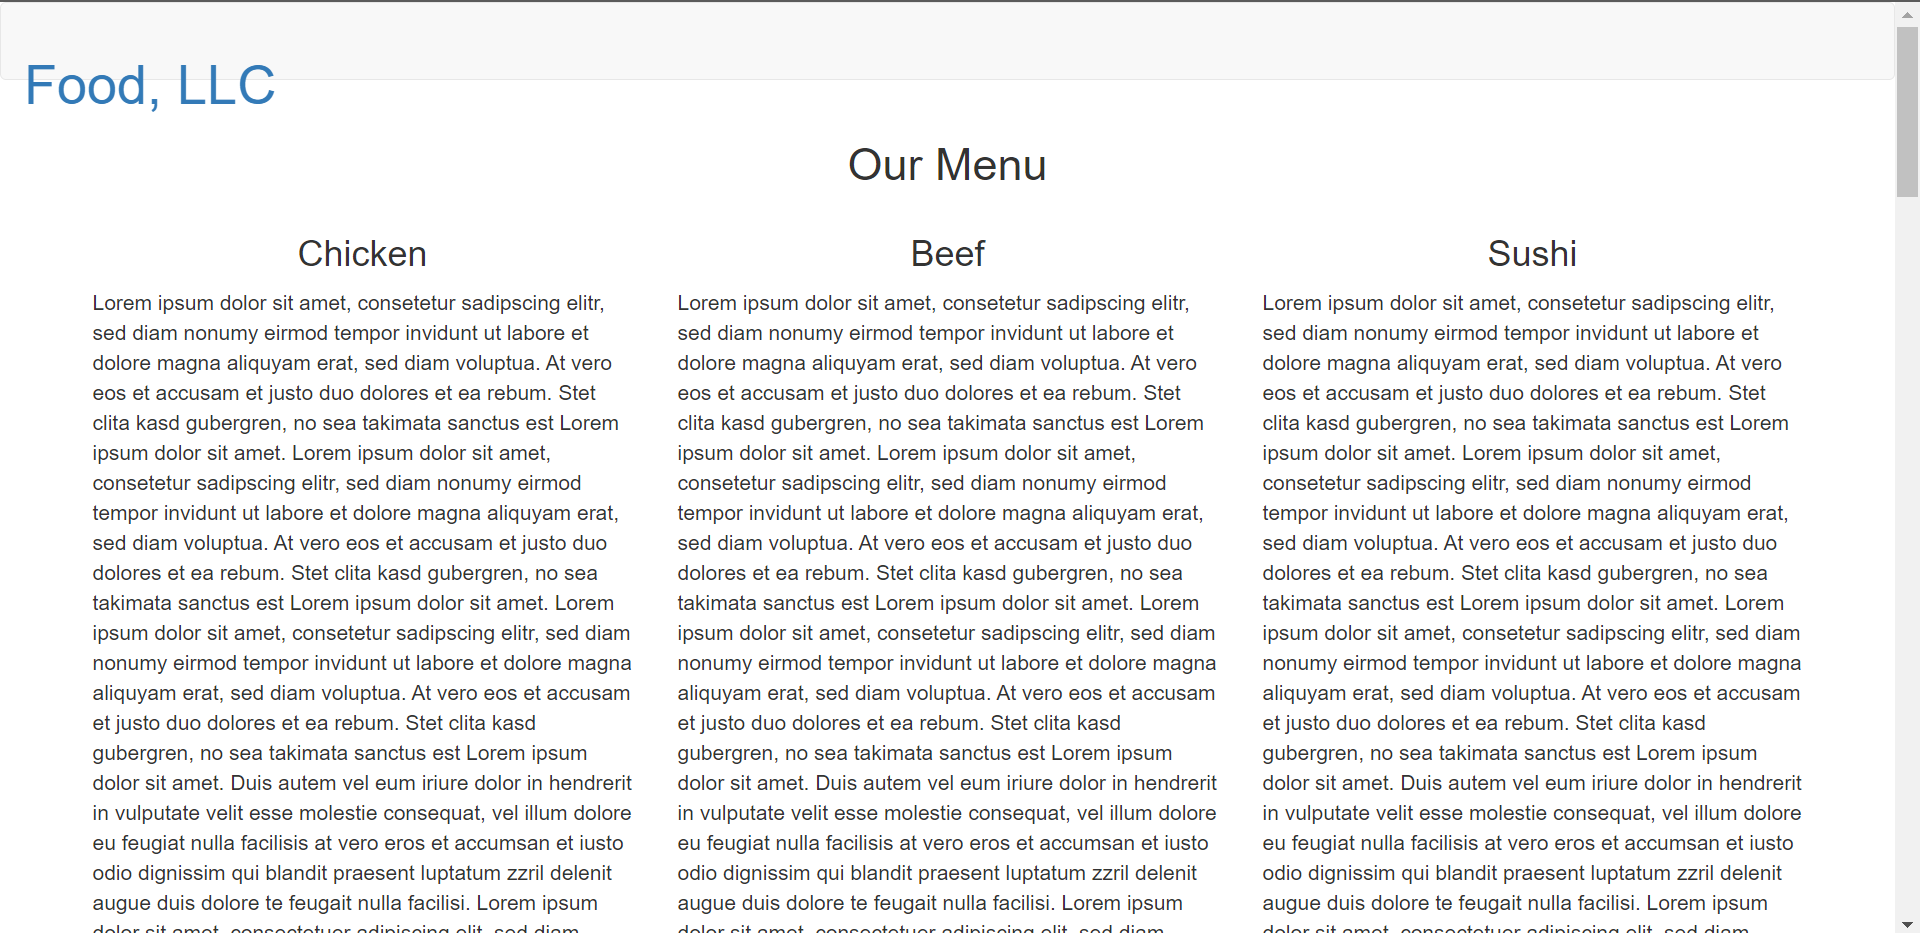 Food, LLC
Our Menu
Chicken
Lorem ipsum dolor sit amet, consetetur sadipscing elitr,
sed diam nonumy eirmod tempor invidunt ut labore et
dolore magna aliquyam erat, sed diam voluptua. At vero
eos et accusam et justo duo dolores et ea rebum. Stet
clita kasd gubergren, no sea takimata sanctus est Lorem
ipsum dolor sit amet. Lorem ipsum dolor sit amet,
consetetur sadipscing elitr, sed diam nonumy eirmod
tempor invidunt ut labore et dolore magna aliquyam erat,
sed diam voluptua. At vero eos et accusam et justo duo
dolores et ea rebum. Stet clita kasd gubergren, no sea
takimata sanctus est Lorem ipsum dolor sit amet. Lorem
ipsum dolor sit amet, consetetur sadipscing elitr, sed diam
nonumy eirmod tempor invidunt ut labore et dolore magna
aliquyam erat, sed diam voluptua. At vero eos et accusam
et justo duo dolores et ea rebum. Stet clita kasd
gubergren, no sea takimata sanctus est Lorem ipsum
dolor sit amet. Duis autem vel eum iriure dolor in hendrerit
in vulputate velit esse molestie consequat, vel illum dolore
eu feugiat nulla facilisis at vero eros et accumsan et iusto
odio dignissim qui blandit praesent luptatum zzril delenit
augue duis dolore te feugait nulla facilisi. Lorem ipsum
dolor sit amet, consectetuer adipiscing elit, sed diam
Beef
Lorem ipsum dolor sit amet, consetetur sadipscing elitr,
sed diam nonumy eirmod tempor invidunt ut labore et
dolore magna aliquyam erat, sed diam voluptua. At vero
eos et accusam et justo duo dolores et ea rebum. Stet
clita kasd gubergren, no sea takimata sanctus est Lorem
ipsum dolor sit amet. Lorem ipsum dolor sit amet,
consetetur sadipscing elitr, sed diam nonumy eirmod
tempor invidunt ut labore et dolore magna aliquyam erat,
sed diam voluptua. At vero eos et accusam et justo duo
dolores et ea rebum. Stet clita kasd gubergren, no sea
takimata sanctus est Lorem ipsum dolor sit amet. Lorem
ipsum dolor sit amet, consetetur sadipscing elitr, sed diam
nonumy eirmod tempor invidunt ut labore et dolore magna
aliquyam erat, sed diam voluptua. At vero eos et accusam
et justo duo dolores et ea rebum. Stet clita kasd
gubergren, no sea takimata sanctus est Lorem ipsum
dolor sit amet. Duis autem vel eum iriure dolor in hendrerit
in vulputate velit esse molestie consequat, vel illum dolore
eu feugiat nulla facilisis at vero eros et accumsan et iusto
odio dignissim qui blandit praesent luptatum zzril delenit
augue duis dolore te feugait nulla facilisi. Lorem ipsum
dolor sit amet, consectetuer adipiscing elit, sed diam
Sushi
Lorem ipsum dolor sit amet, consetetur sadipscing elitr,
sed diam nonumy eirmod tempor invidunt ut labore et
dolore magna aliquyam erat, sed diam voluptua. At vero
eos et accusam et justo duo dolores et ea rebum. Stet
clita kasd gubergren, no sea takimata sanctus est Lorem
ipsum dolor sit amet. Lorem ipsum dolor sit amet,
consetetur sadipscing elitr, sed diam nonumy eirmod
tempor invidunt ut labore et dolore magna aliquyam erat,
sed diam voluptua. At vero eos et accusam et justo duo
dolores et ea rebum. Stet clita kasd gubergren, no sea
takimata sanctus est Lorem ipsum dolor sit amet. Lorem
ipsum dolor sit amet, consetetur sadipscing elitr, sed diam
nonumy eirmod tempor invidunt ut labore et dolore magna
aliquyam erat, sed diam voluptua. At vero eos et accusam
et justo duo dolores et ea rebum. Stet clita kasd
gubergren, no sea takimata sanctus est Lorem ipsum
dolor sit amet. Duis autem vel eum iriure dolor in hendrerit
in vulputate velit esse molestie consequat, vel illum dolore
eu feugiat nulla facilisis at vero eros et accumsan et iusto
odio dignissim qui blandit praesent luptatum zzril delenit
augue duis dolore te feugait nulla facilisi. Lorem ipsum
dolor sit amet, consectetuer adipiscing elit, sed diam